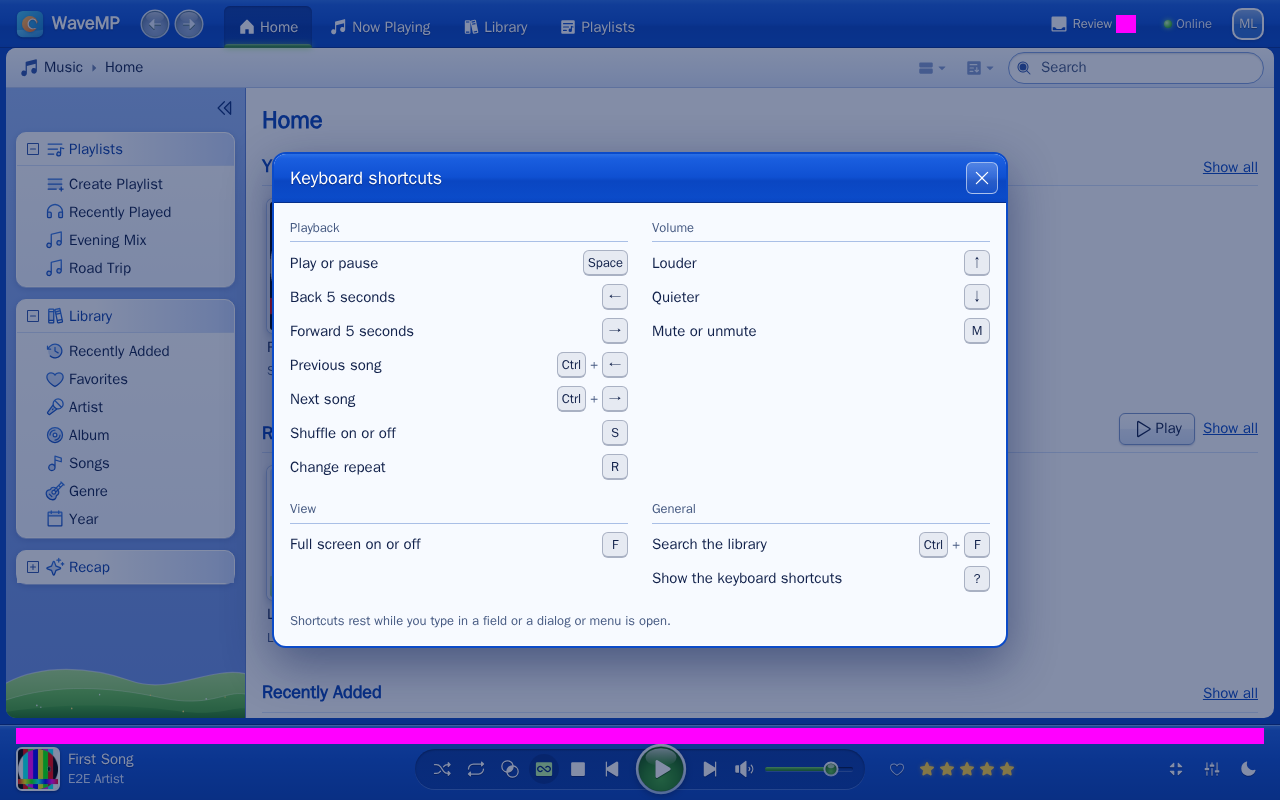 WaveMP
Home
Now Playing
Library
Playlists
Review
Online
ML
Music
Home
Search
Playlists
Create Playlist
Recently Played
Evening Mix
Road Trip
Library
Recently Added
Favorites
Artist
Album
Songs
Genre
Year
Recap
Home
Show all
Play
Show all
Recently Added
Show all
Keyboard shortcuts
Playback
Play or pause Space
Back 5 seconds ←
Forward 5 seconds →
Previous song Ctrl + ←
Next song Ctrl + →
Shuffle on or off S
Change repeat R
Volume
Louder ↑
Quieter ↓
Mute or unmute M
View
Full screen on or off F
General
Search the library Ctrl + F
Show the keyboard shortcuts ?
Shortcuts rest while you type in a field or a dialog or menu is open.
First Song
E2E Artist